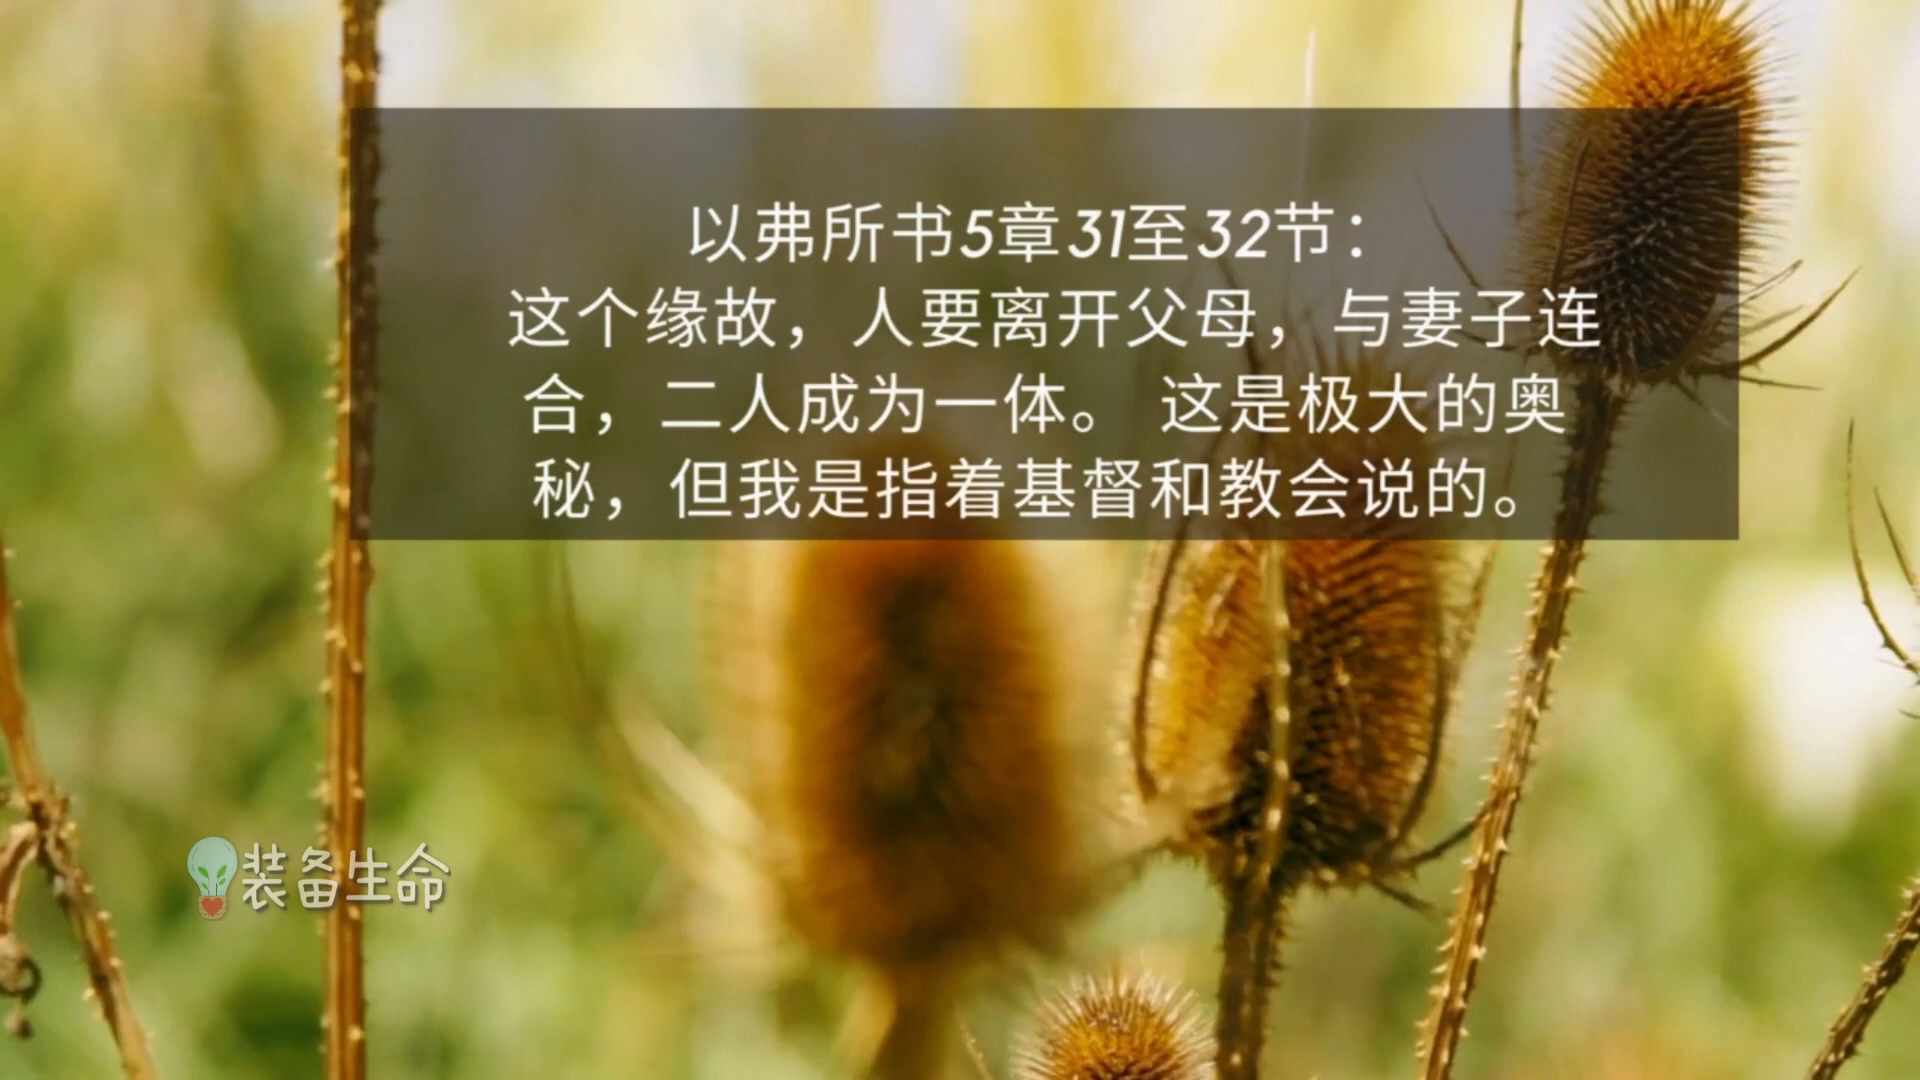 以弗所书5章31至32节：
这个缘故，人要离开父母，与妻子连
合，二人成为一体。 这是极大的奥
秘，但我是指着基督和教会说的。
装备生命